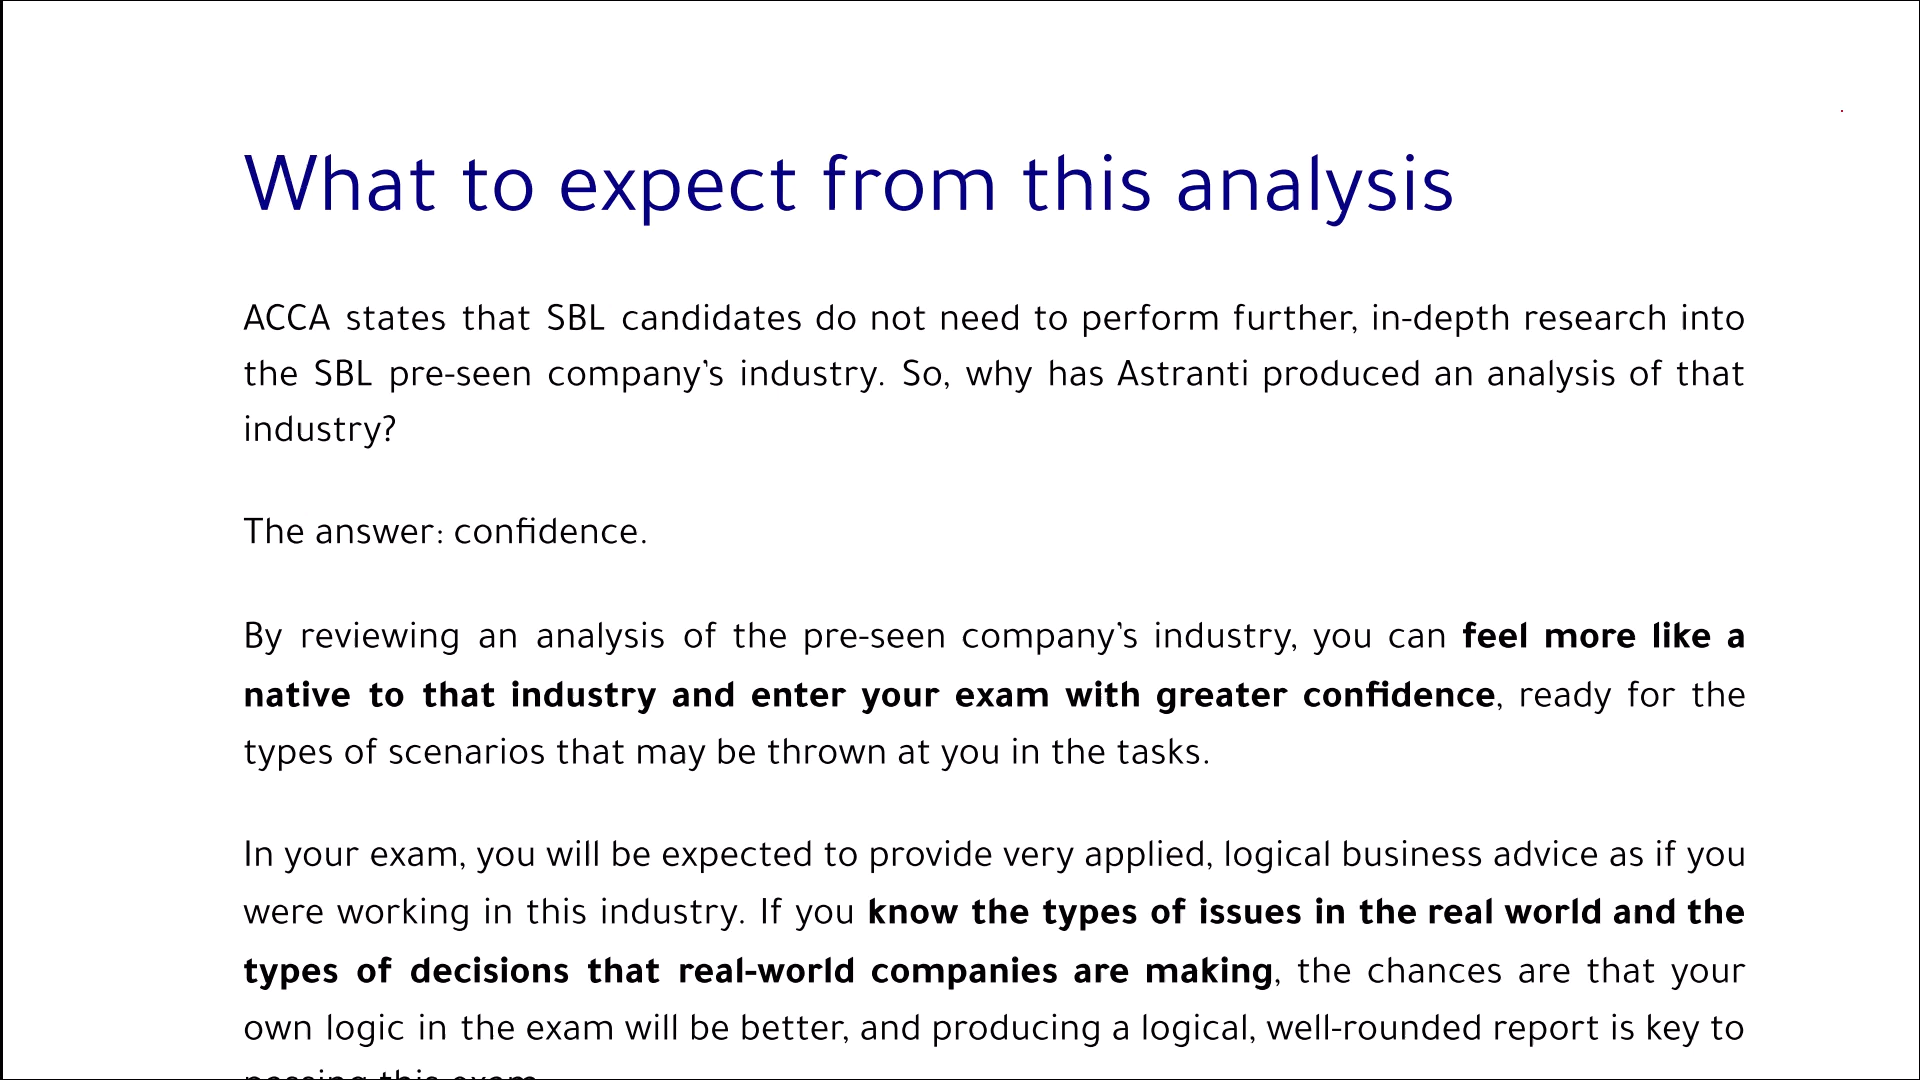 What to expect from this analysis
ACCA states that SBL candidates do not need to perform further, in-depth research into
the SBL pre-seen company’s industry. So, why has Astranti produced an analysis of that
industry?
The answer: confidence.
By reviewing an analysis of the pre-seen company’s industry, you can feel more like a
native to that industry and enter your exam with greater confidence, ready for the
types of scenarios that may be thrown at you in the tasks.
In your exam, you will be expected to provide very applied, logical business advice as if you
were working in this industry. If you know the types of issues in the real world and the
types of decisions that real-world companies are making, the chances are that your
own logic in the exam will be better, and producing a logical, well-rounded report is key to
passing this exam.